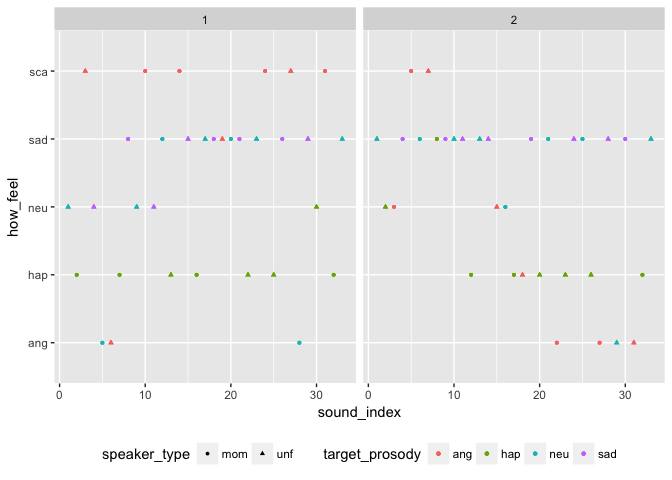 1 2
how_feel
sca
sad
neu
hap
ang
0 10 20 30 0 10 20 30
sound_index
speaker_type mom unf target_prosody ang hap neu sad